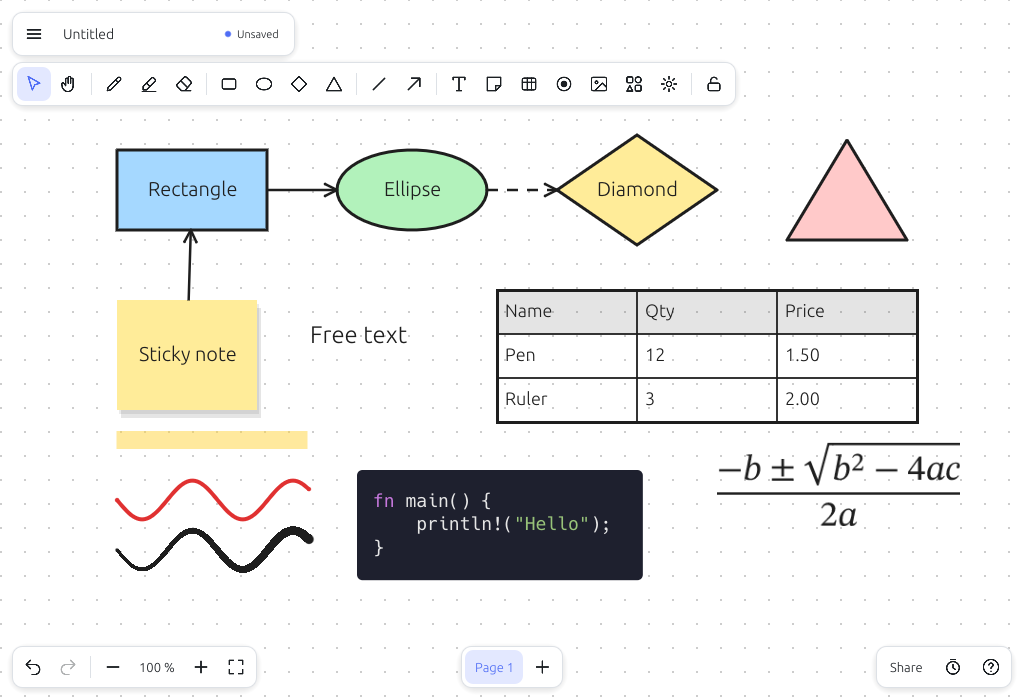 Untitled
Unsaved
Rectangle
Ellipse
Diamond
Sticky note
Free text
Name Qty Price
Pen 12 1.50
Ruler 3 2.00
fn main() {
    println!("Hello");
}
−b ± √b² − 4ac
2a
100 %
Page 1
Share